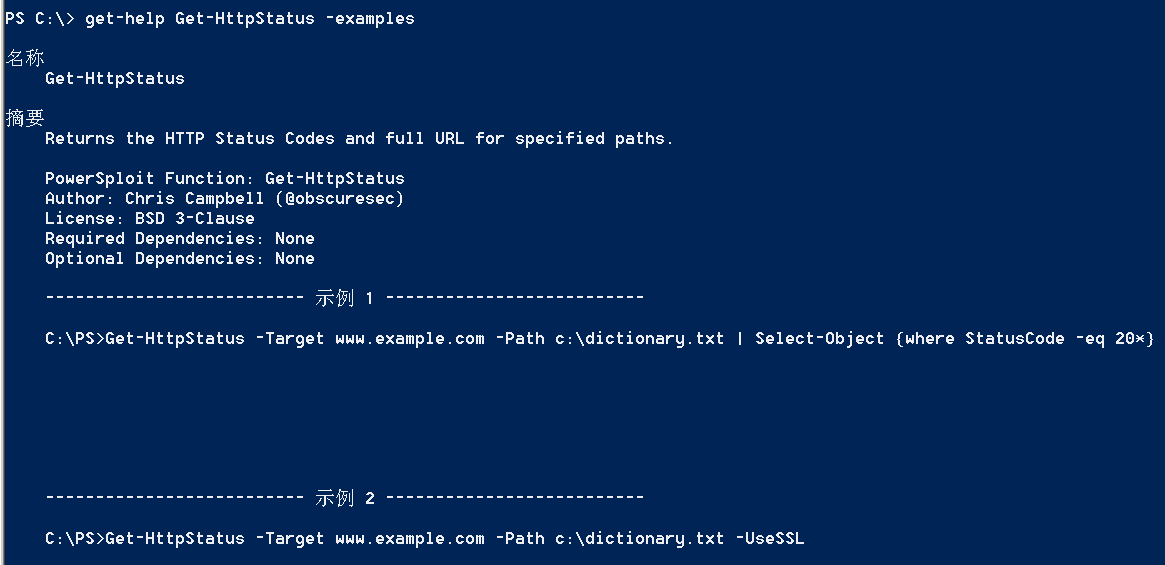 PS C:\> get-help Get-HttpStatus -examples
名称
Get-HttpStatus
摘要
Returns the HTTP Status Codes and full URL for specified paths.
PowerSploit Function: Get-HttpStatus
Author: Chris Campbell (@obscuresec)
License: BSD 3-Clause
Required Dependencies: None
Optional Dependencies: None
-------------------------- 示例 1 --------------------------
C:\PS>Get-HttpStatus -Target www.example.com -Path c:\dictionary.txt | Select-Object {where StatusCode -eq 20*}
-------------------------- 示例 2 --------------------------
C:\PS>Get-HttpStatus -Target www.example.com -Path c:\dictionary.txt -UseSSL